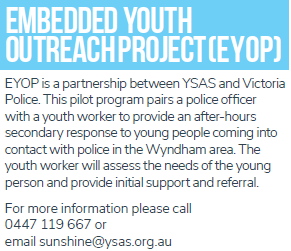 EMBEDDED YOUTH
OUTREACH PROJECT (EYOP)
EYOP is a partnership between YSAS and Victoria
Police. This pilot program pairs a police officer
with a youth worker to provide an after-hours
secondary response to young people coming into
contact with police in the Wyndham area. The
youth worker will assess the needs of the young
person and provide initial support and referral.
For more information please call
0447 119 667 or
email sunshine@ysas.org.au